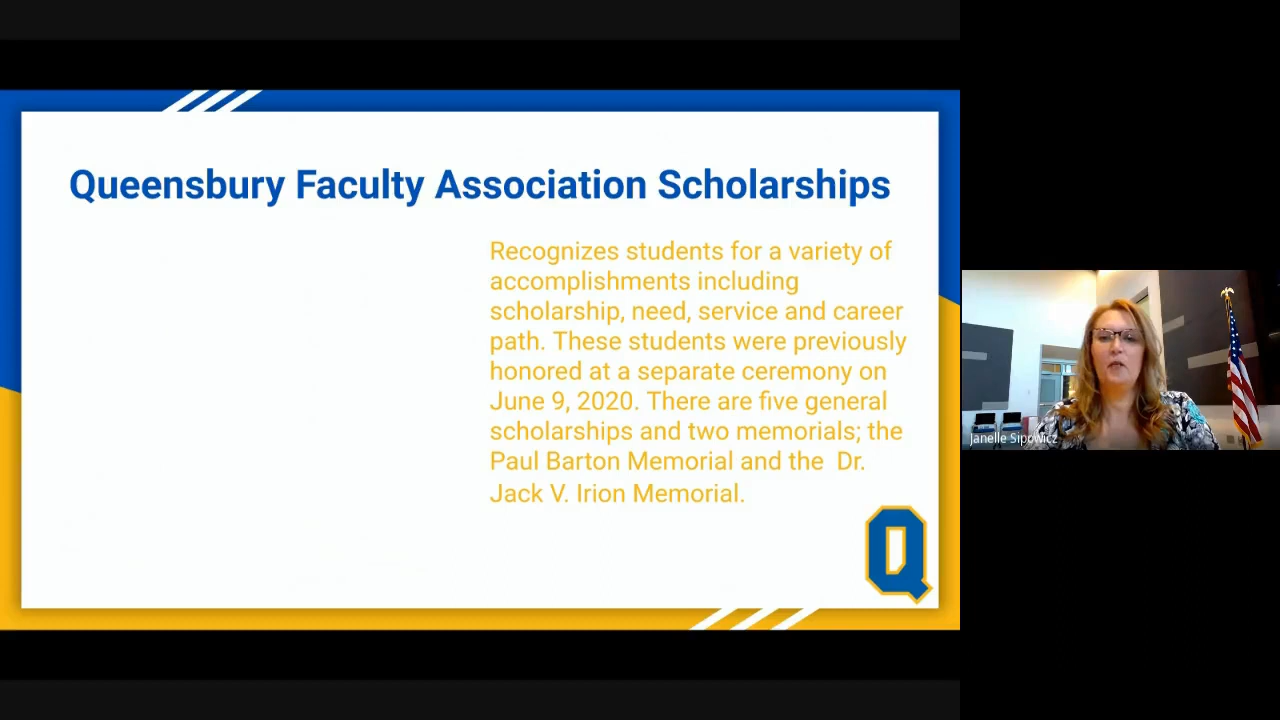 Queensbury Faculty Association Scholarships
Recognizes students for a variety of
accomplishments including
scholarship, need, service and career
path. These students were previously
honored at a separate ceremony on
June 9, 2020. There are five general
scholarships and two memorials; the
Paul Barton Memorial and the Dr.
Jack V. Irion Memorial.
Q
Janelle Sipowicz